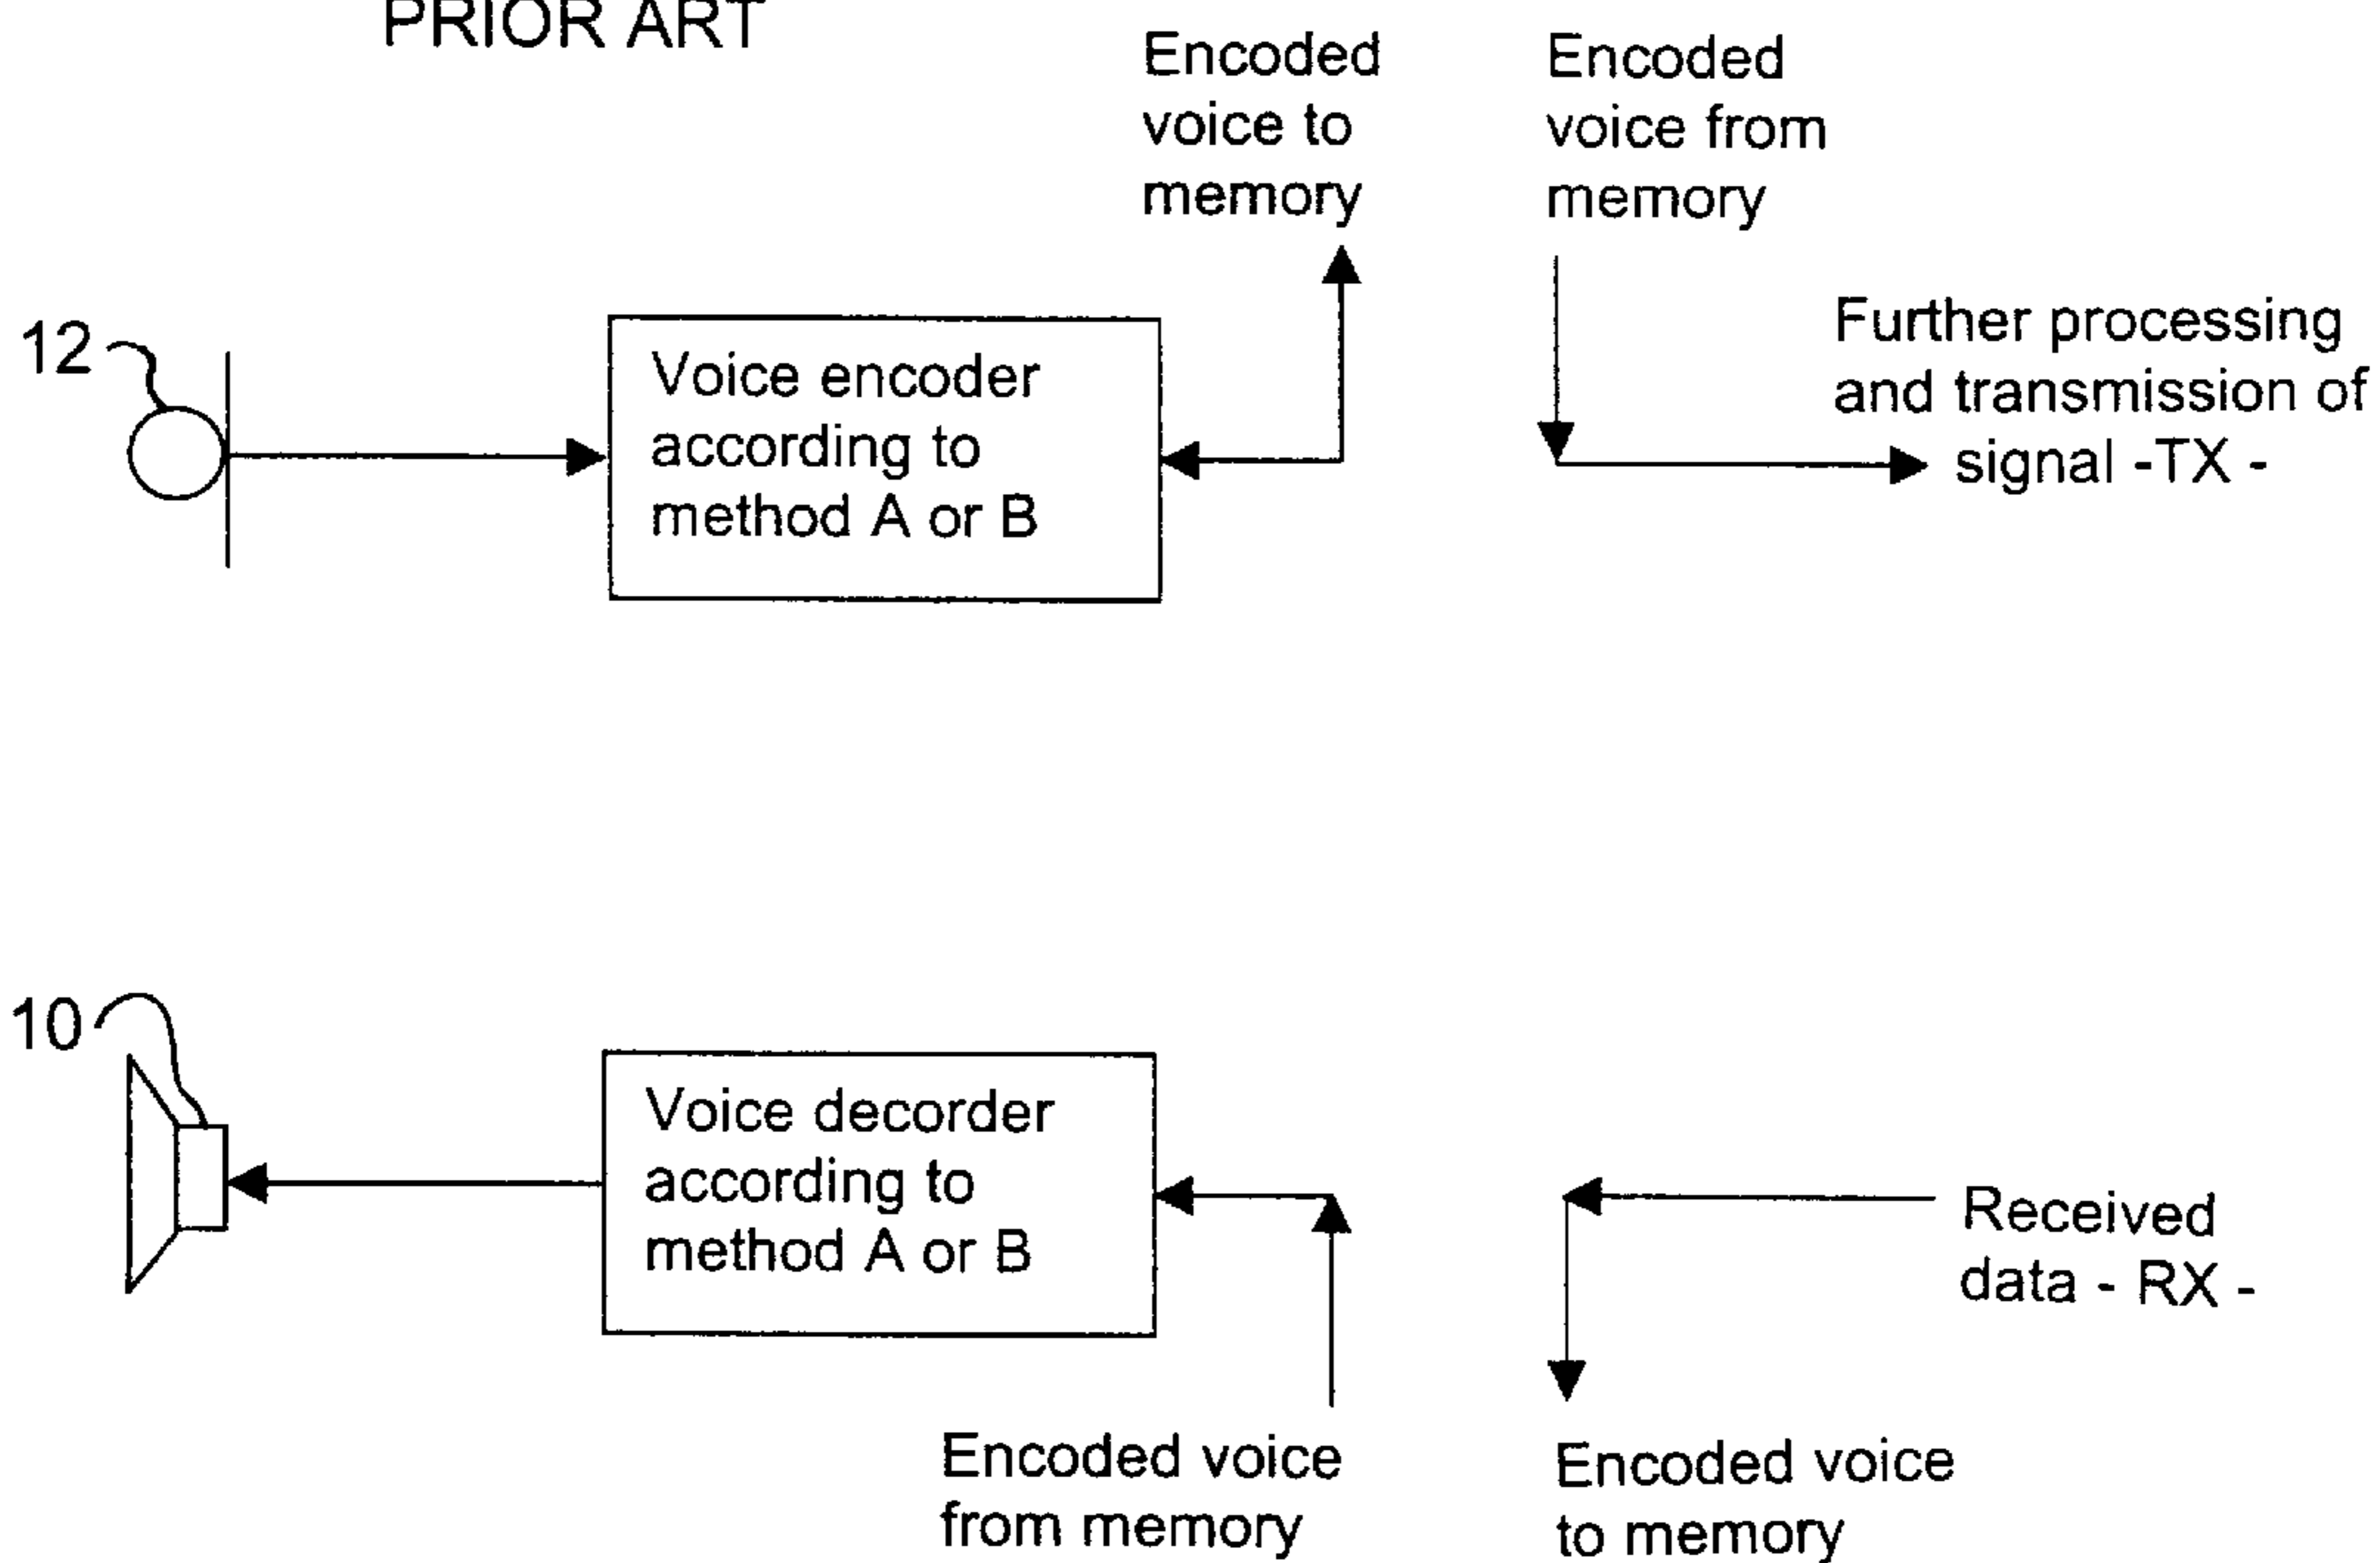 PRIOR ART
Encoded
voice to
memory
Encoded
voice from
memory
12
Voice encoder
according to
method A or B
Further processing
and transmission of
signal -TX -
10
Voice decorder
according to
method A or B
Received
data - RX -
Encoded voice
from memory
Encoded voice
to memory